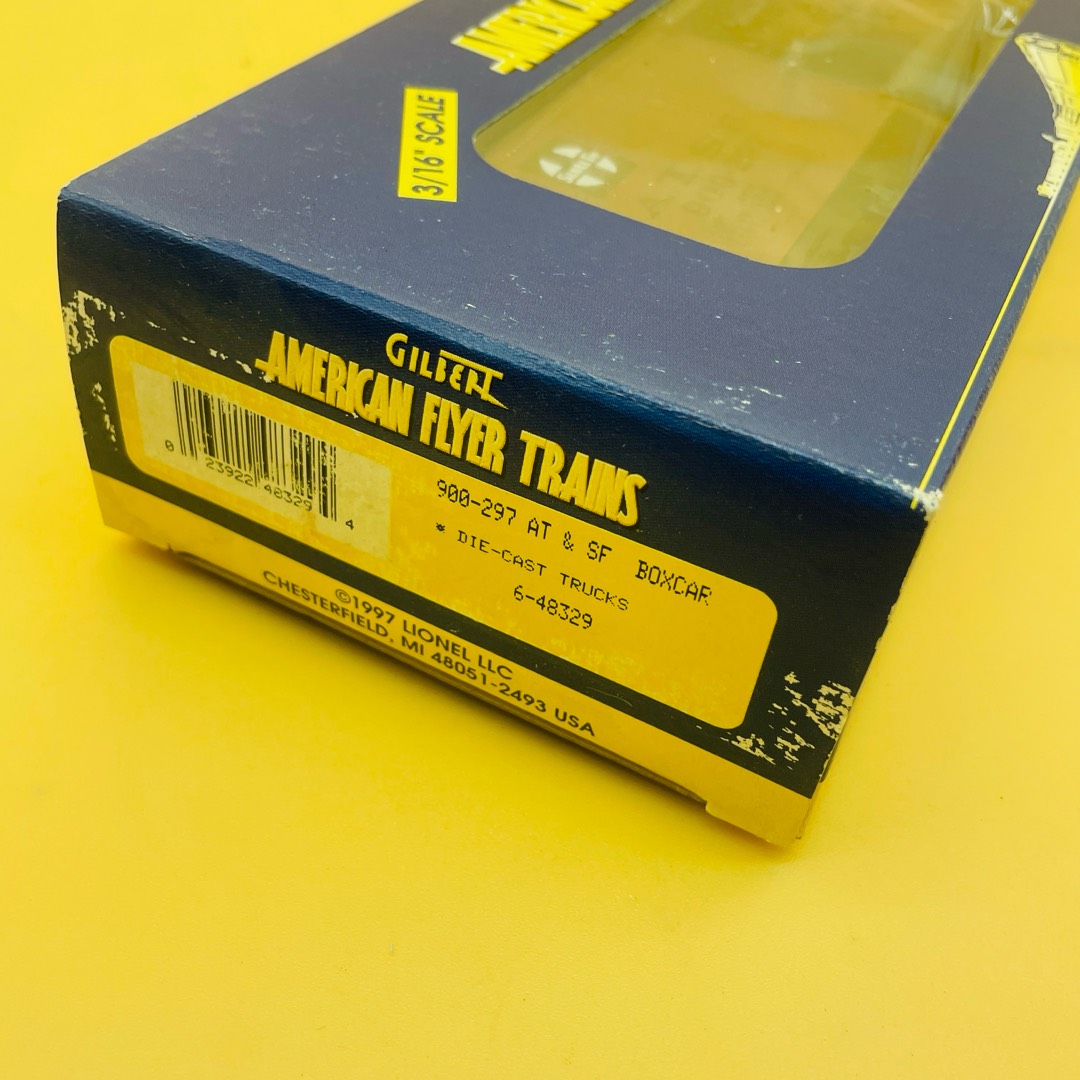 AMERICAN
3/16" SCALE
GILBERT
AMERICAN FLYER TRAINS
0 23922 48329 4
900-297 AT & SF BOXCAR
* DIE-CAST TRUCKS
6-48329
©1997 LIONEL LLC
CHESTERFIELD, MI 48051-2493 USA